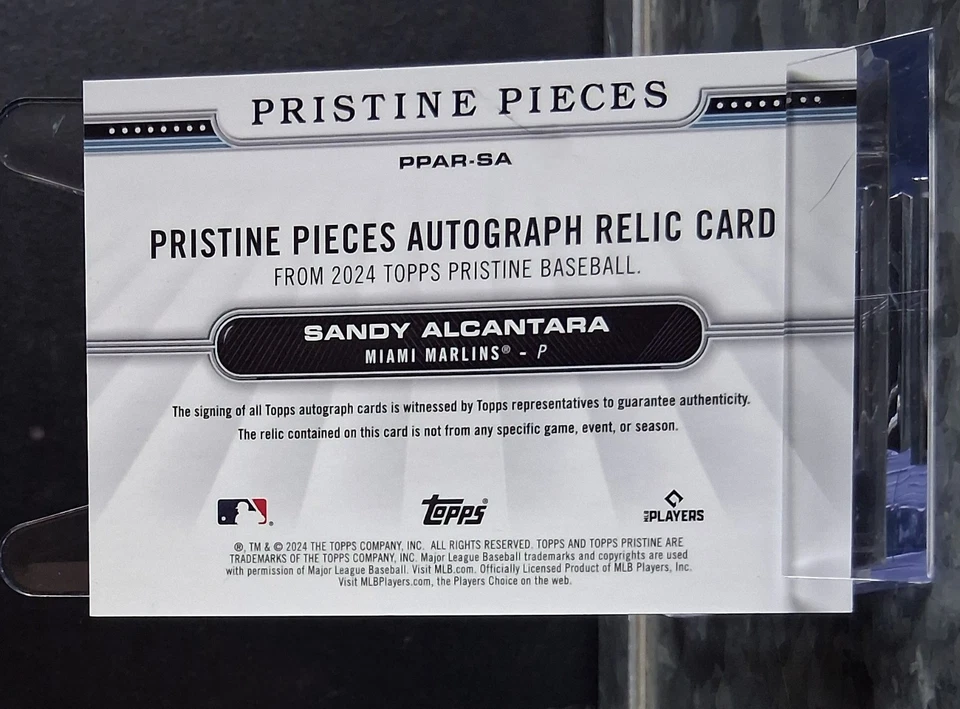 PRISTINE PIECES
PPAR-SA
PRISTINE PIECES AUTOGRAPH RELIC CARD
FROM 2024 TOPPS PRISTINE BASEBALL.
SANDY ALCANTARA
MIAMI MARLINS® - P
The signing of all Topps autograph cards is witnessed by Topps representatives to guarantee authenticity.
The relic contained on this card is not from any specific game, event, or season.
®
Topps®
MLB PLAYERS
®, TM & © 2024 THE TOPPS COMPANY, INC. ALL RIGHTS RESERVED. TOPPS AND TOPPS PRISTINE ARE
TRADEMARKS OF THE TOPPS COMPANY, INC. Major League Baseball trademarks and copyrights are used
with permission of Major League Baseball. Visit MLB.com. Officially Licensed Product of MLB Players, Inc.
Visit MLBPlayers.com, the Players Choice on the web.